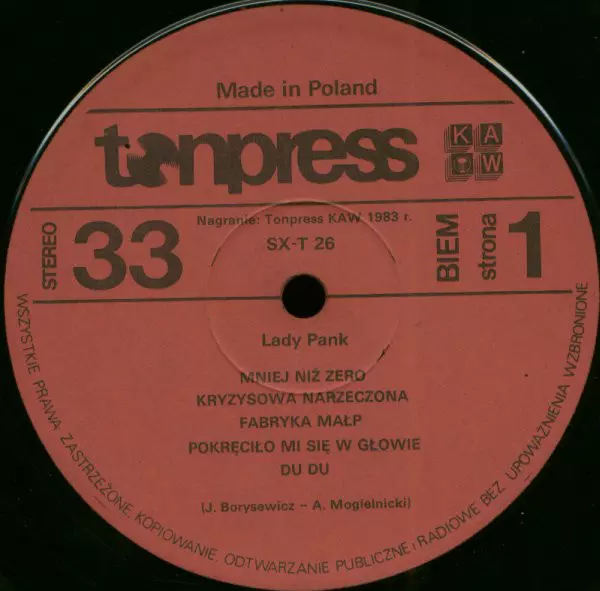 Made in Poland
tonpress
KAW
STEREO
33
Nagranie: Tonpress KAW 1983 r.
SX-T 26
BIEM
strona
1
Lady Pank
MNIEJ NIŻ ZERO
KRYZYSOWA NARZECZONA
FABRYKA MAŁP
POKRĘCIŁO MI SIĘ W GŁOWIE
DU DU
(J. Borysewicz – A. Mogielnicki)
WSZYSTKIE PRAWA ZASTRZEŻONE. KOPIOWANIE, ODTWARZANIE PUBLICZNE i RADIOWE BEZ UPOWAŻNIENIA WZBRONIONE